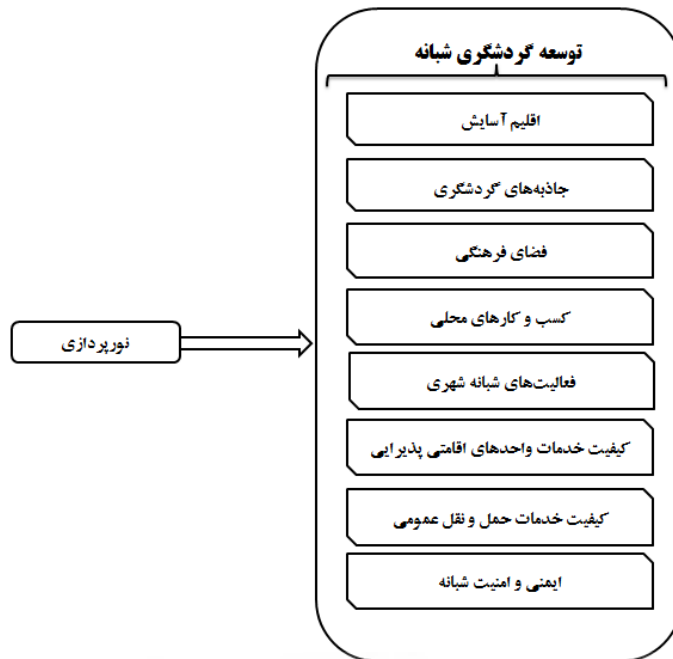 توسعه گردشگری شبانه
اقلیم آسایش
جاذبه‌های گردشگری
فضای فرهنگی
کسب و کارهای محلی
نورپردازی
فعالیت‌های شبانه شهری
کیفیت خدمات واحدهای اقامتی پذیرایی
کیفیت خدمات حمل و نقل عمومی
ایمنی و امنیت شبانه